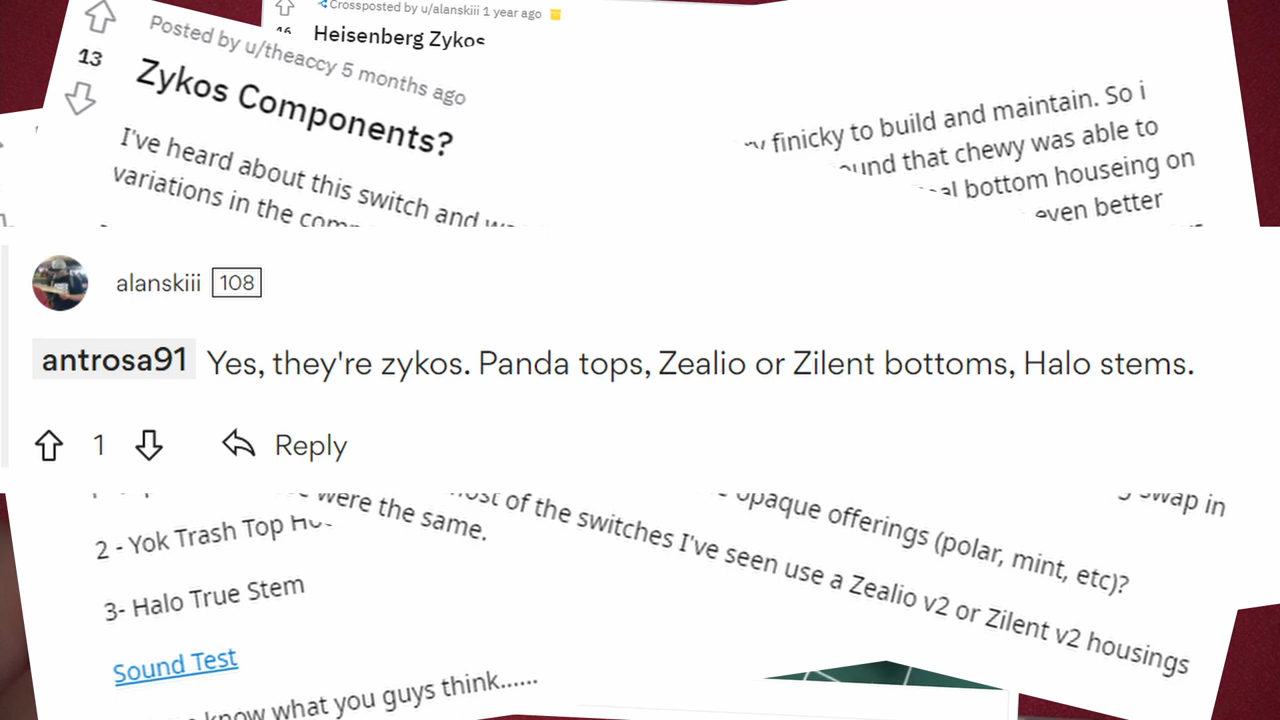 Crossposted by u/alanskiii 1 year ago
Heisenberg Zykos
Posted by u/theaccy 5 months ago
13
Zykos Components?
I've heard about this switch and
variations in the
finicky to build and maintain. So i
that chewy was able to
bottom houseing on
even better
alanskiii 108
antrosa91 Yes, they're zykos. Panda tops, Zealio or Zilent bottoms, Halo stems.
1 Reply
were the same.
of the switches I've seen use a Zealio v2 or Zilent v2 housings
opaque offerings (polar, mint, etc)?
swap in
2 - Yok Trash Top
3- Halo True Stem
Sound Test
know what you guys think......